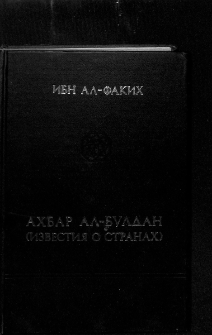 ИБН АЛ-ФАКИХ
АХБАР АЛ-БУЛДАН
(ИЗВЕСТИЯ О СТРАНАХ)